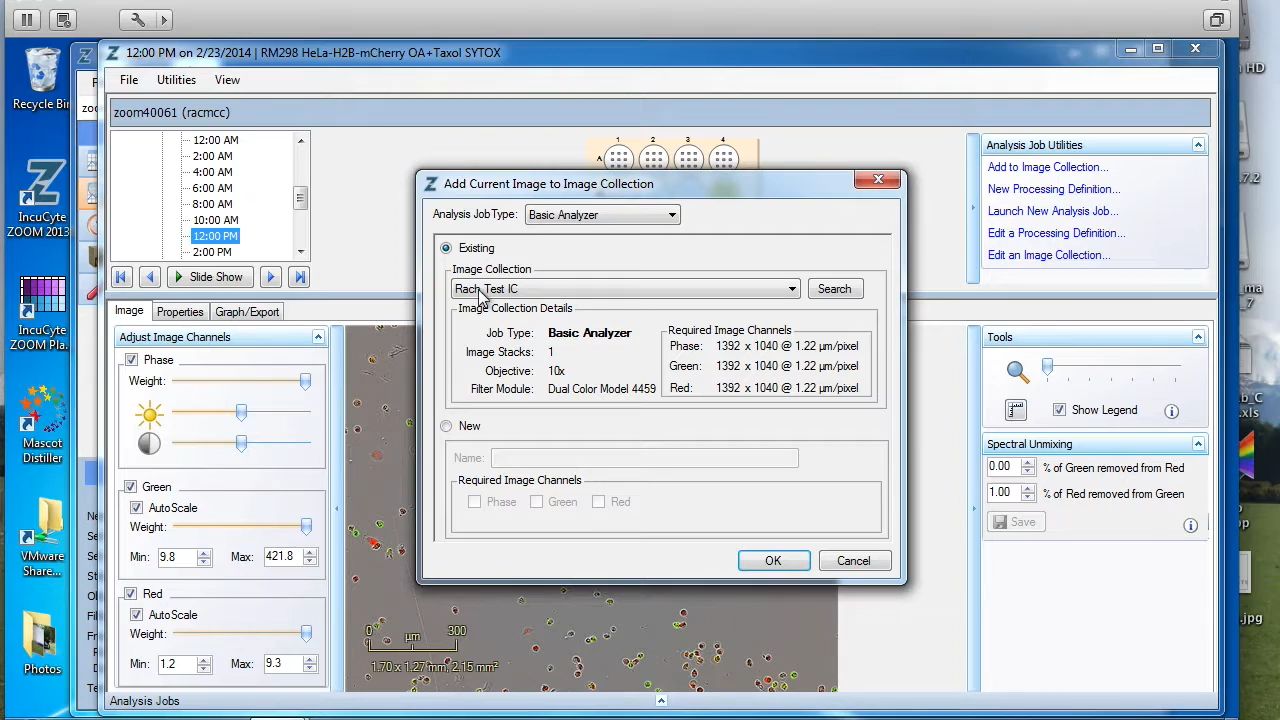 12:00 PM on 2/23/2014 | RM298 HeLa-H2B-mCherry OA+Taxol SYTOX
File Utilities View
zoom40061 (racmcc)
12:00 AM
2:00 AM
4:00 AM
6:00 AM
8:00 AM
10:00 AM
12:00 PM
2:00 PM
Slide Show
1 2 3 4
A
Analysis Job Utilities
Add to Image Collection...
New Processing Definition...
Launch New Analysis Job...
Edit a Processing Definition...
Edit an Image Collection...
Image Properties Graph/Export
Adjust Image Channels
Phase
Weight:
Green
AutoScale
Weight:
Min: 9.8 Max: 421.8
Red
AutoScale
Weight:
Min: 1.2 Max: 9.3
Add Current Image to Image Collection
Analysis Job Type: Basic Analyzer
Existing
Image Collection
Test IC
Search
Image Collection Details
Job Type: Basic Analyzer
Image Stacks: 1
Objective: 10x
Filter Module: Dual Color Model 4459
Required Image Channels
Phase: 1392 x 1040 @ 1.22 µm/pixel
Green: 1392 x 1040 @ 1.22 µm/pixel
Red: 1392 x 1040 @ 1.22 µm/pixel
New
Name:
Required Image Channels
Phase Green Red
OK Cancel
0 µm 300
1.70 x 1.27 mm, 2.15 mm²
Tools
Show Legend
Spectral Unmixing
0.00 % of Green removed from Red
1.00 % of Red removed from Green
Save
Analysis Jobs
Recycle Bin
IncuCyte
ZOOM 2013
IncuCyte
ZOOM Pla...
Mascot
Distiller
VMware
Share...
Photos
HD
.xls
.jpg